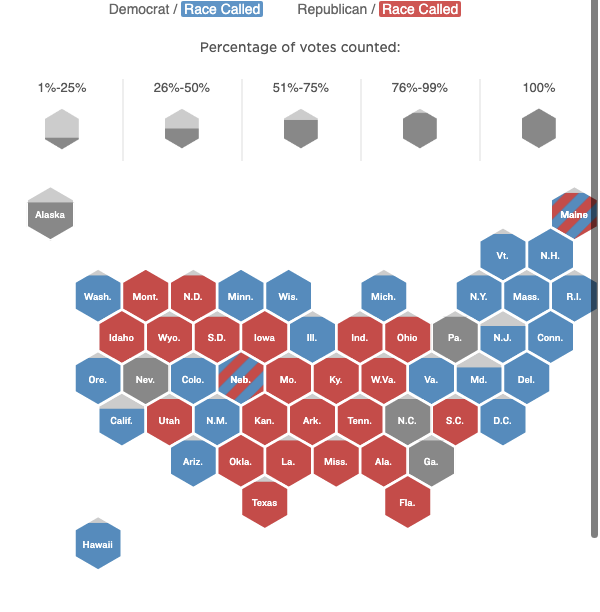 Democrat / Race Called Republican / Race Called
Percentage of votes counted:
1%-25% 26%-50% 51%-75% 76%-99% 100%
Alaska Maine
Vt. N.H.
Wash. Mont. N.D. Minn. Wis. Mich. N.Y. Mass. R.I.
Idaho Wyo. S.D. Iowa Ill. Ind. Ohio Pa. N.J. Conn.
Ore. Nev. Colo. Neb. Mo. Ky. W.Va. Va. Md. Del.
Calif. Utah N.M. Kan. Ark. Tenn. N.C. S.C. D.C.
Ariz. Okla. La. Miss. Ala. Ga.
Texas Fla.
Hawaii